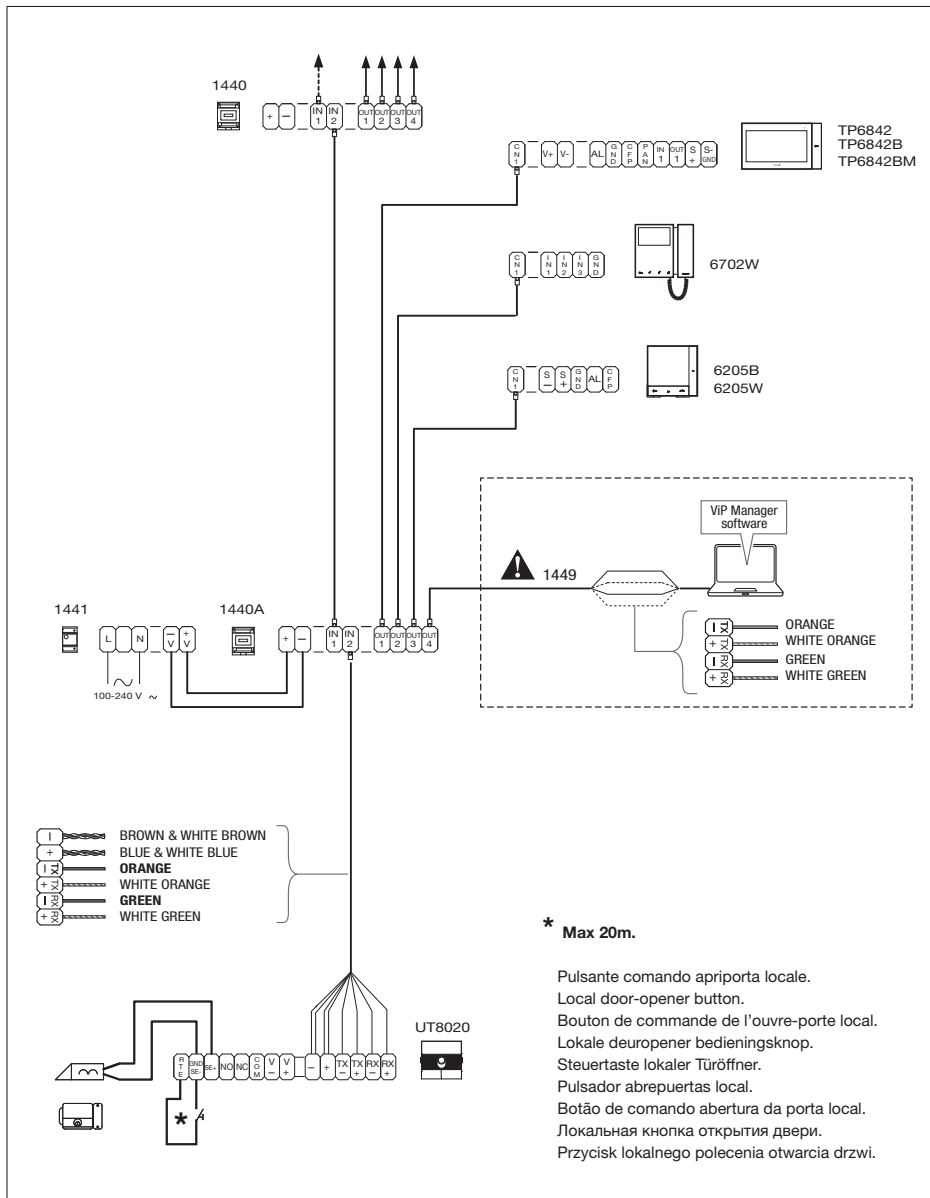 1440
+ − IN 1 IN 2 OUT 1 OUT 2 OUT 3 OUT 4
CN1 V+ V- AL GND CFP PAN IN 1 OUT 1 S+ S-GND
TP6842
TP6842B
TP6842BM
CN1 IN1 IN2 IN3 GND
6702W
CN1 S− S+ GND AL CFP
6205B
6205W
ViP Manager
software
1449
ORANGE
WHITE ORANGE
GREEN
WHITE GREEN
− TX
+ TX
− RX
+ RX
1441
L N −V +V
100-240 V ~
1440A
+ − IN 1 IN 2 OUT 1 OUT 2 OUT 3 OUT 4
− BROWN & WHITE BROWN
+ BLUE & WHITE BLUE
− TX ORANGE
+ TX WHITE ORANGE
− RX GREEN
+ RX WHITE GREEN
UT8020
RTE GND SE- SE+ NO NC COM V− V+ − + TX− TX+ RX− RX+
*
* Max 20m.
Pulsante comando apriporta locale.
Local door-opener button.
Bouton de commande de l’ouvre-porte local.
Lokale deuropener bedieningsknop.
Steuertaste lokaler Türöffner.
Pulsador abrepuertas local.
Botão de comando abertura da porta local.
Локальная кнопка открытия двери.
Przycisk lokalnego polecenia otwarcia drzwi.